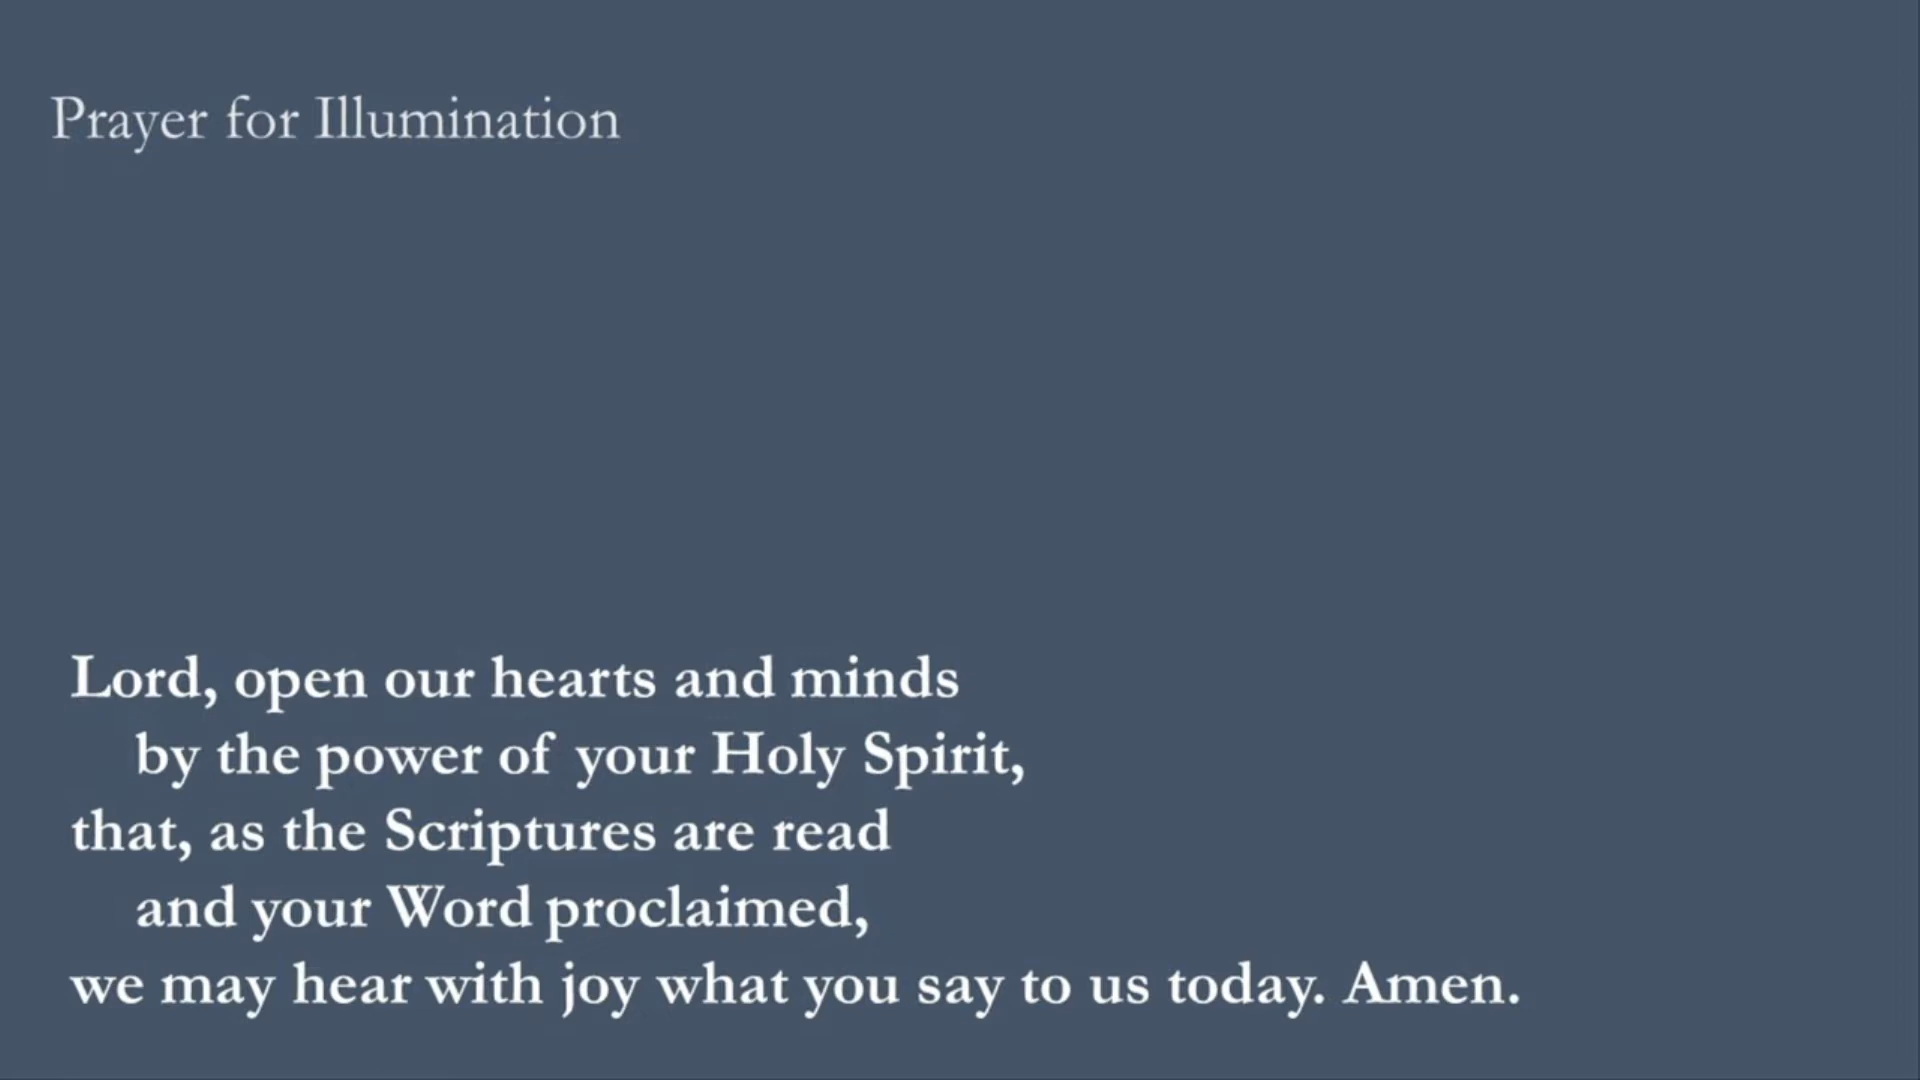 Prayer for Illumination
Lord, open our hearts and minds
by the power of your Holy Spirit,
that, as the Scriptures are read
and your Word proclaimed,
we may hear with joy what you say to us today. Amen.